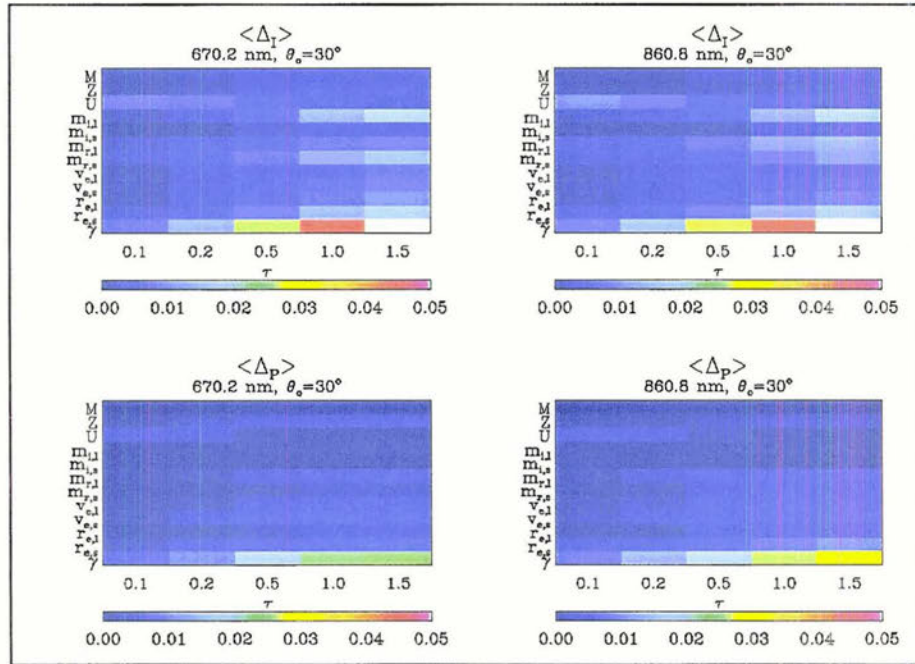 <Δ_I>
670.2 nm, θ₀=30°
M
Z
U
m_i,l
m_i,s
m_r,l
m_r,s
v_e,l
v_e,s
r_e,l
r_e,s
γ
0.1 0.2 0.5 1.0 1.5
τ
0.00 0.01 0.02 0.03 0.04 0.05
<Δ_I>
860.8 nm, θ₀=30°
M
Z
U
m_i,l
m_i,s
m_r,l
m_r,s
v_e,l
v_e,s
r_e,l
r_e,s
γ
0.1 0.2 0.5 1.0 1.5
τ
0.00 0.01 0.02 0.03 0.04 0.05
<Δ_P>
670.2 nm, θ₀=30°
M
Z
U
m_i,l
m_i,s
m_r,l
m_r,s
v_e,l
v_e,s
r_e,l
r_e,s
γ
0.1 0.2 0.5 1.0 1.5
τ
0.00 0.01 0.02 0.03 0.04 0.05
<Δ_P>
860.8 nm, θ₀=30°
M
Z
U
m_i,l
m_i,s
m_r,l
m_r,s
v_e,l
v_e,s
r_e,l
r_e,s
γ
0.1 0.2 0.5 1.0 1.5
τ
0.00 0.01 0.02 0.03 0.04 0.05